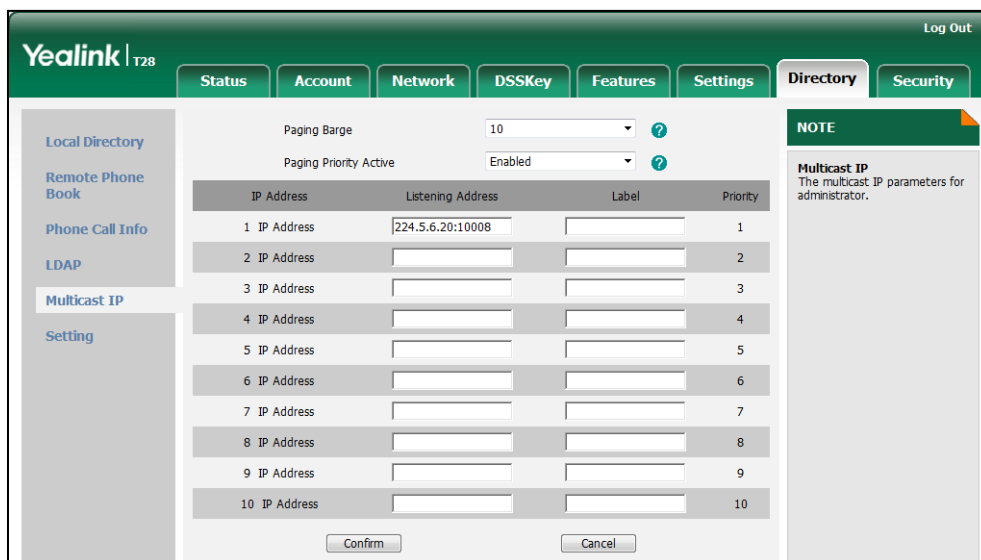 Log Out
Yealink T28
Status Account Network DSSKey Features Settings Directory Security
Local Directory
Remote Phone
Book
Phone Call Info
LDAP
Multicast IP
Setting
Paging Barge 10 ?
Paging Priority Active Enabled ?
IP Address Listening Address Label Priority
1 IP Address 224.5.6.20:10008 1
2 IP Address 2
3 IP Address 3
4 IP Address 4
5 IP Address 5
6 IP Address 6
7 IP Address 7
8 IP Address 8
9 IP Address 9
10 IP Address 10
Confirm Cancel
NOTE
Multicast IP
The multicast IP parameters for
administrator.